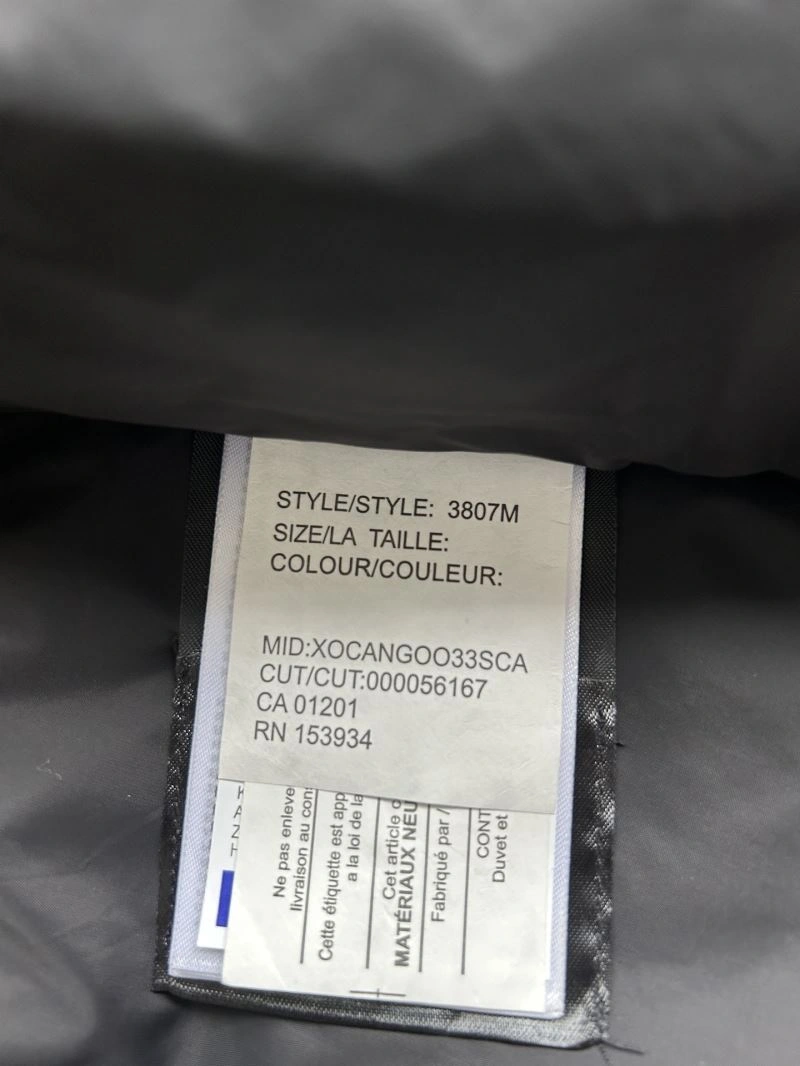 STYLE/STYLE: 3807M
SIZE/LA TAILLE:
COLOUR/COULEUR:
MID:XOCANGOO33SCA
CUT/CUT:000056167
CA 01201
RN 153934
Ne pas enleve
livraison au con
Cette étiquette est app
a la loi de la
Cet article
MATÉRIAUX NEU
Fabriqué par /
CONT
Duvet et